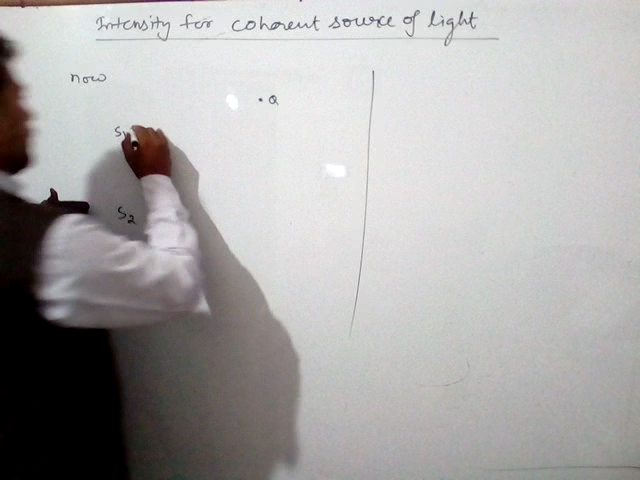 Intensity for coherent source of light
now
. Q
S1
S2